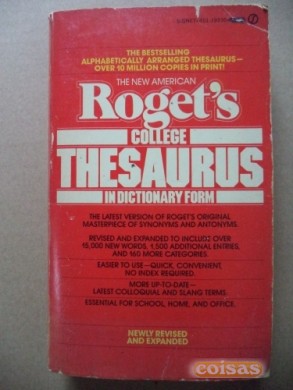 THE BESTSELLING
ALPHABETICALLY ARRANGED THESAURUS—
OVER 10 MILLION COPIES IN PRINT!
THE NEW AMERICAN
Roget's
COLLEGE
THESAURUS
IN DICTIONARY FORM
THE LATEST VERSION OF ROGET'S ORIGINAL
MASTERPIECE OF SYNONYMS AND ANTONYMS.
REVISED AND EXPANDED TO INCLUDE OVER
15,000 NEW WORDS, 1,500 ADDITIONAL ENTRIES,
AND 160 MORE CATEGORIES.
EASIER TO USE—QUICK, CONVENIENT,
NO INDEX REQUIRED.
MORE UP-TO-DATE—
LATEST COLLOQUIAL AND SLANG TERMS.
ESSENTIAL FOR SCHOOL, HOME, AND OFFICE.
NEWLY REVISED
AND EXPANDED
coisas